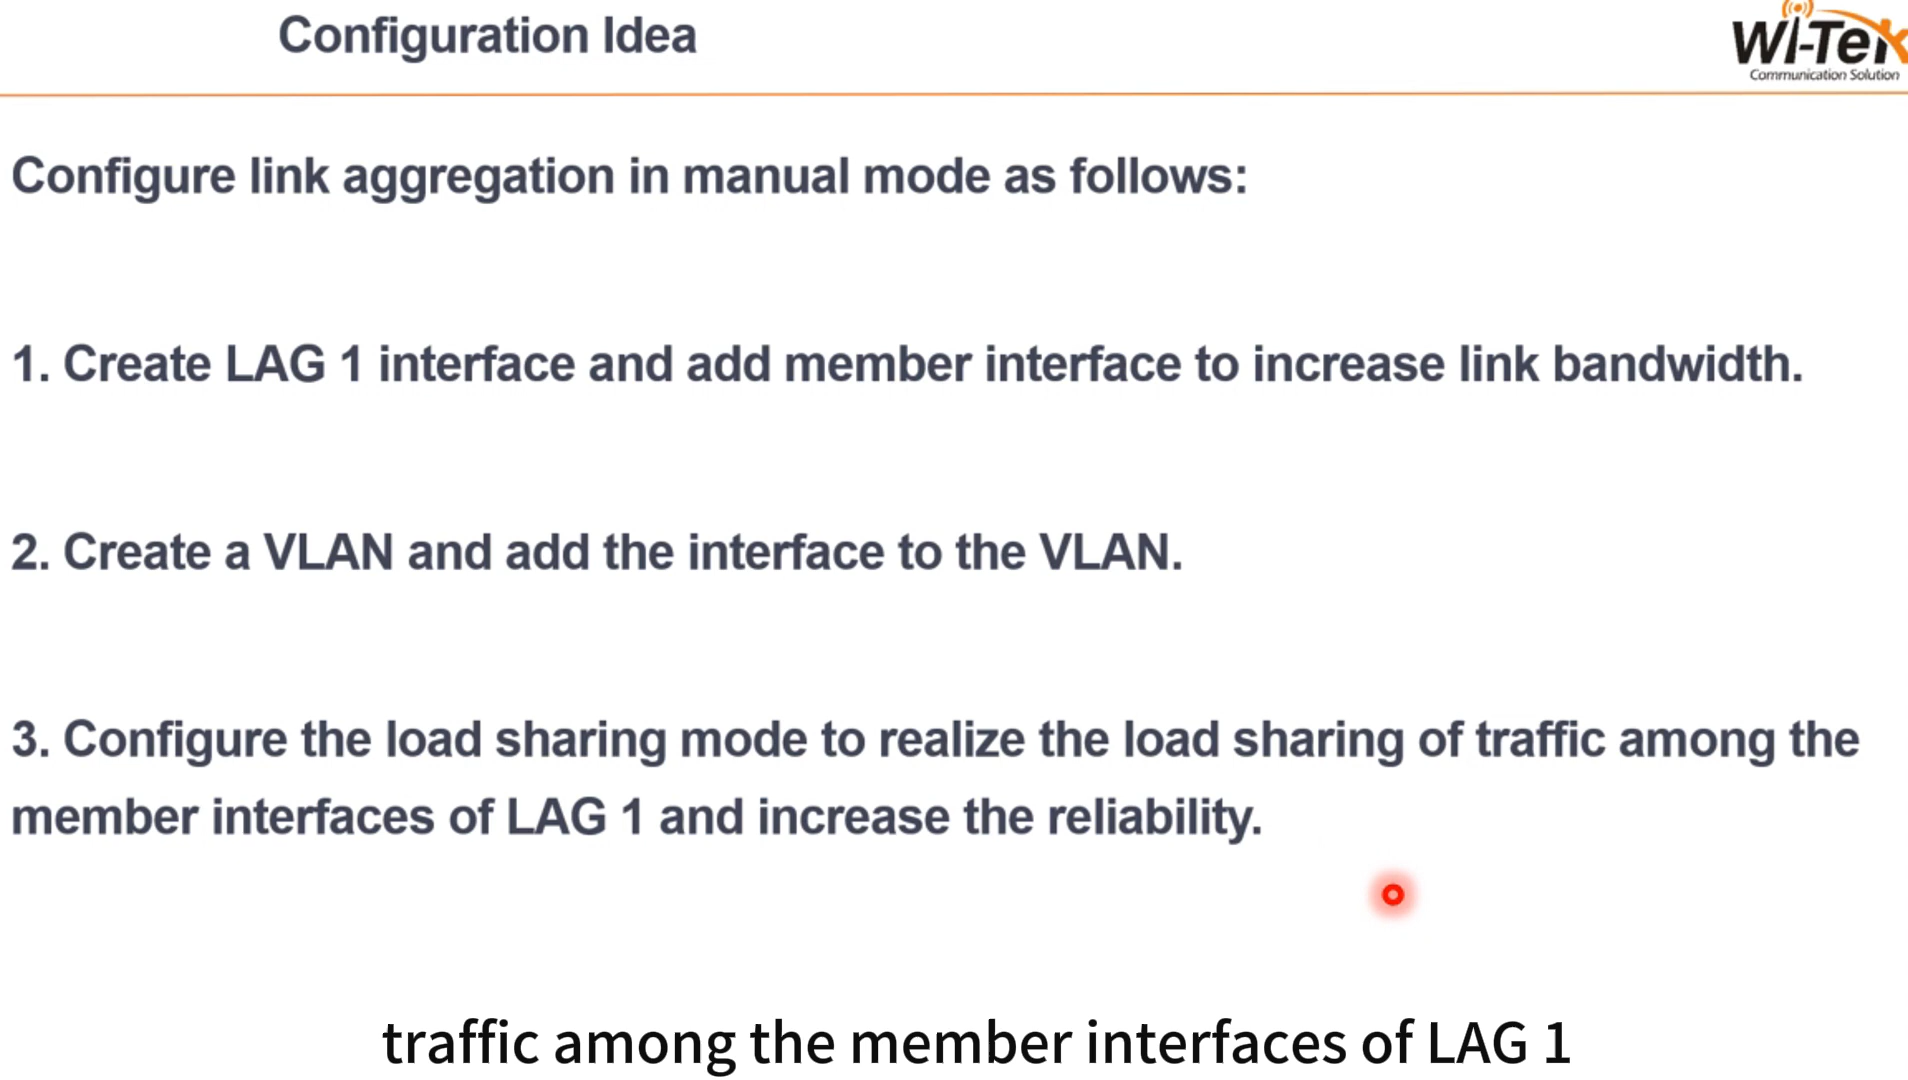 Configuration Idea
Wi-Tek
Communication Solution
Configure link aggregation in manual mode as follows:
1. Create LAG 1 interface and add member interface to increase link bandwidth.
2. Create a VLAN and add the interface to the VLAN.
3. Configure the load sharing mode to realize the load sharing of traffic among the
member interfaces of LAG 1 and increase the reliability.
traffic among the member interfaces of LAG 1